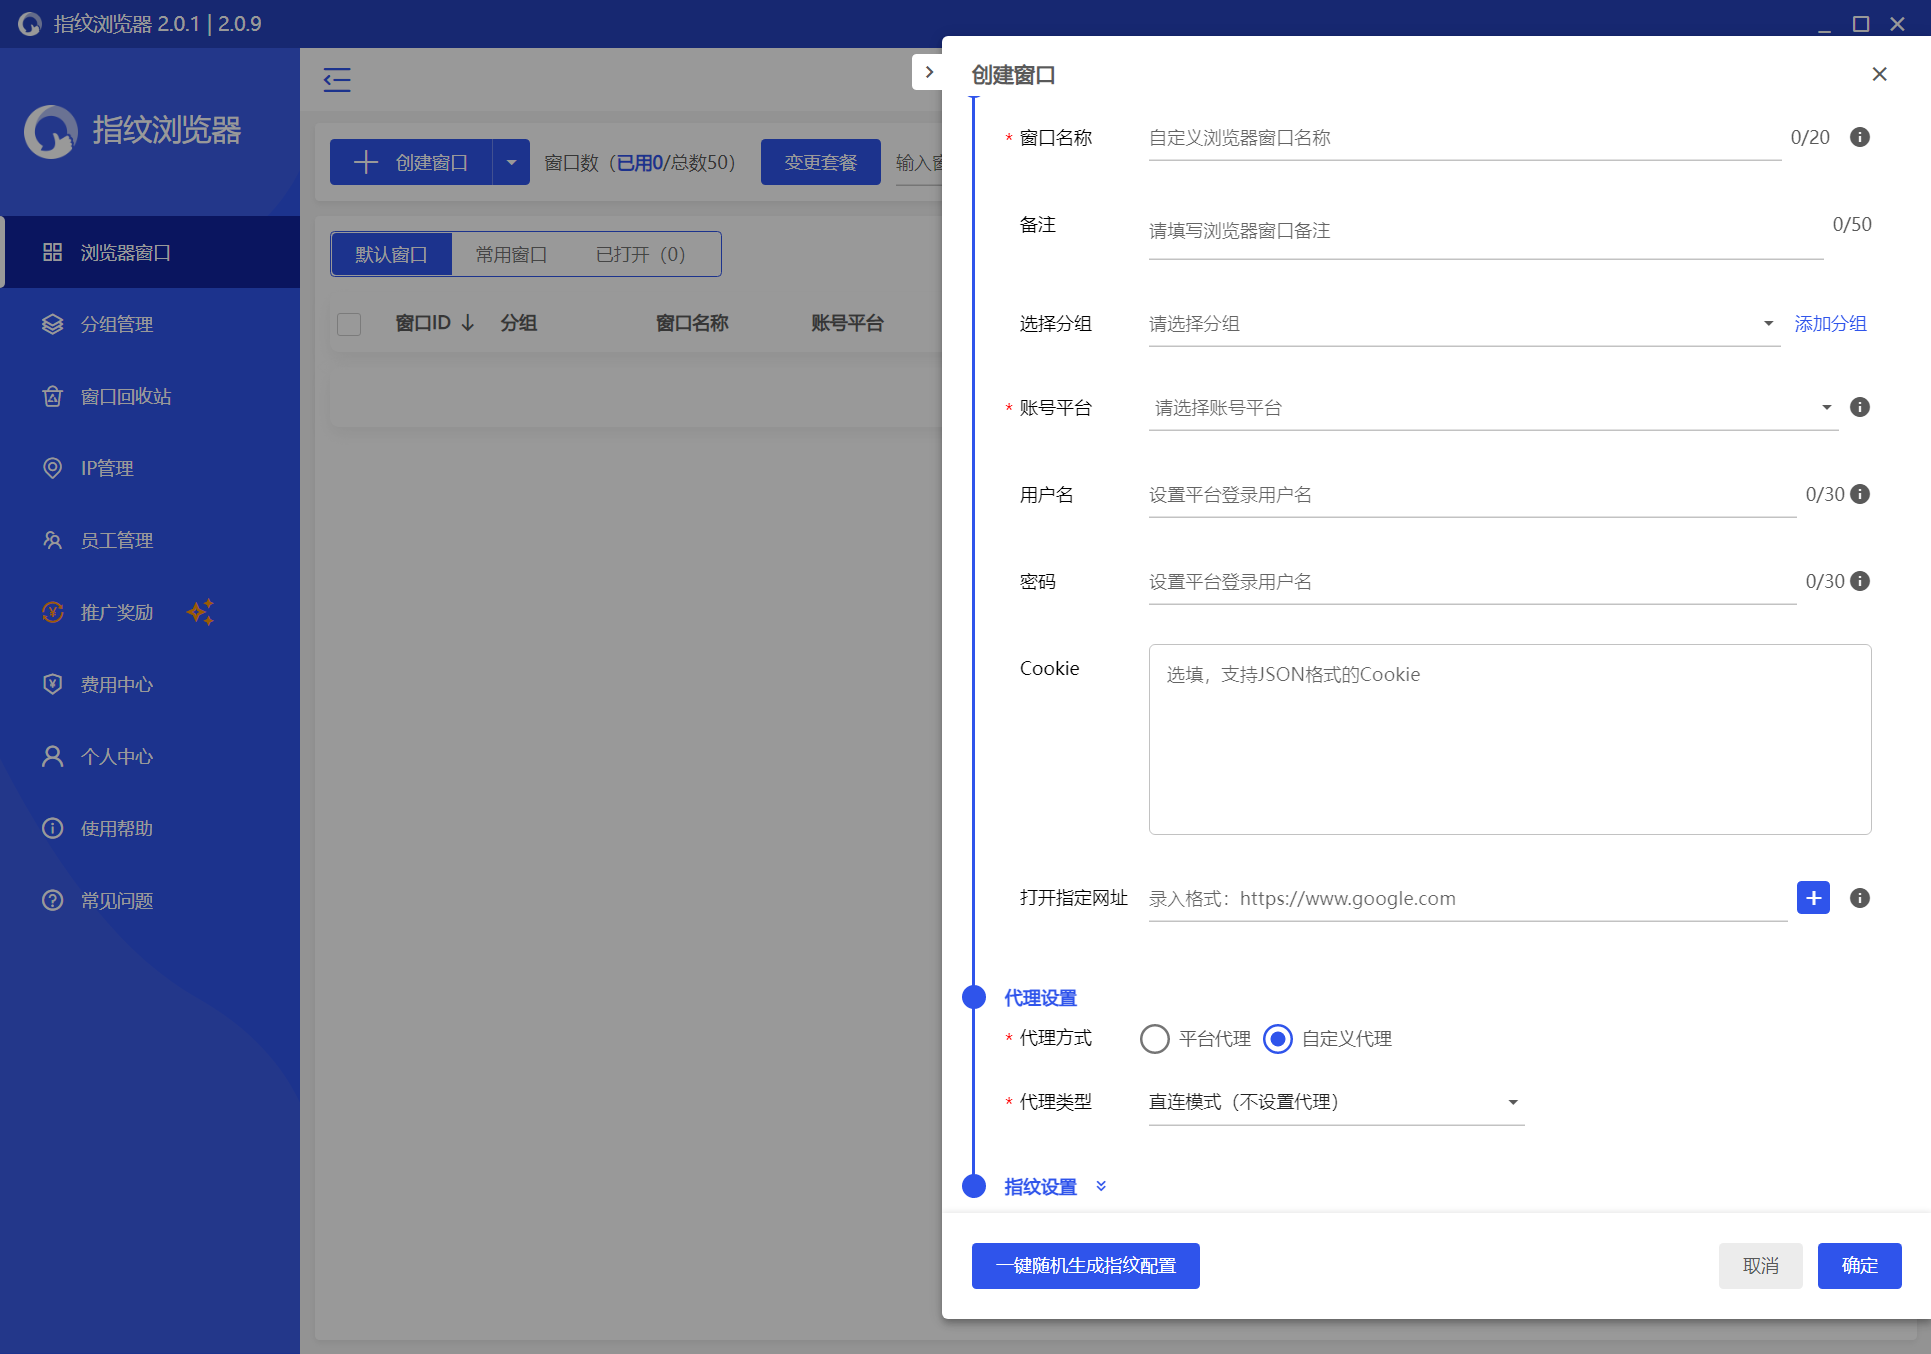 指纹浏览器 2.0.1 | 2.0.9
指纹浏览器
浏览器窗口
分组管理
窗口回收站
IP管理
员工管理
推广奖励
费用中心
个人中心
使用帮助
常见问题
创建窗口
窗口数（已用0/总数50）
变更套餐
输入窗
默认窗口
常用窗口
已打开（0）
窗口ID
分组
窗口名称
账号平台
创建窗口
* 窗口名称 自定义浏览器窗口名称 0/20
备注 请填写浏览器窗口备注 0/50
选择分组 请选择分组 添加分组
* 账号平台 请选择账号平台
用户名 设置平台登录用户名 0/30
密码 设置平台登录用户名 0/30
Cookie 选填，支持JSON格式的Cookie
打开指定网址 录入格式：https://www.google.com
代理设置
* 代理方式 平台代理 自定义代理
* 代理类型 直连模式（不设置代理）
指纹设置
一键随机生成指纹配置
取消
确定